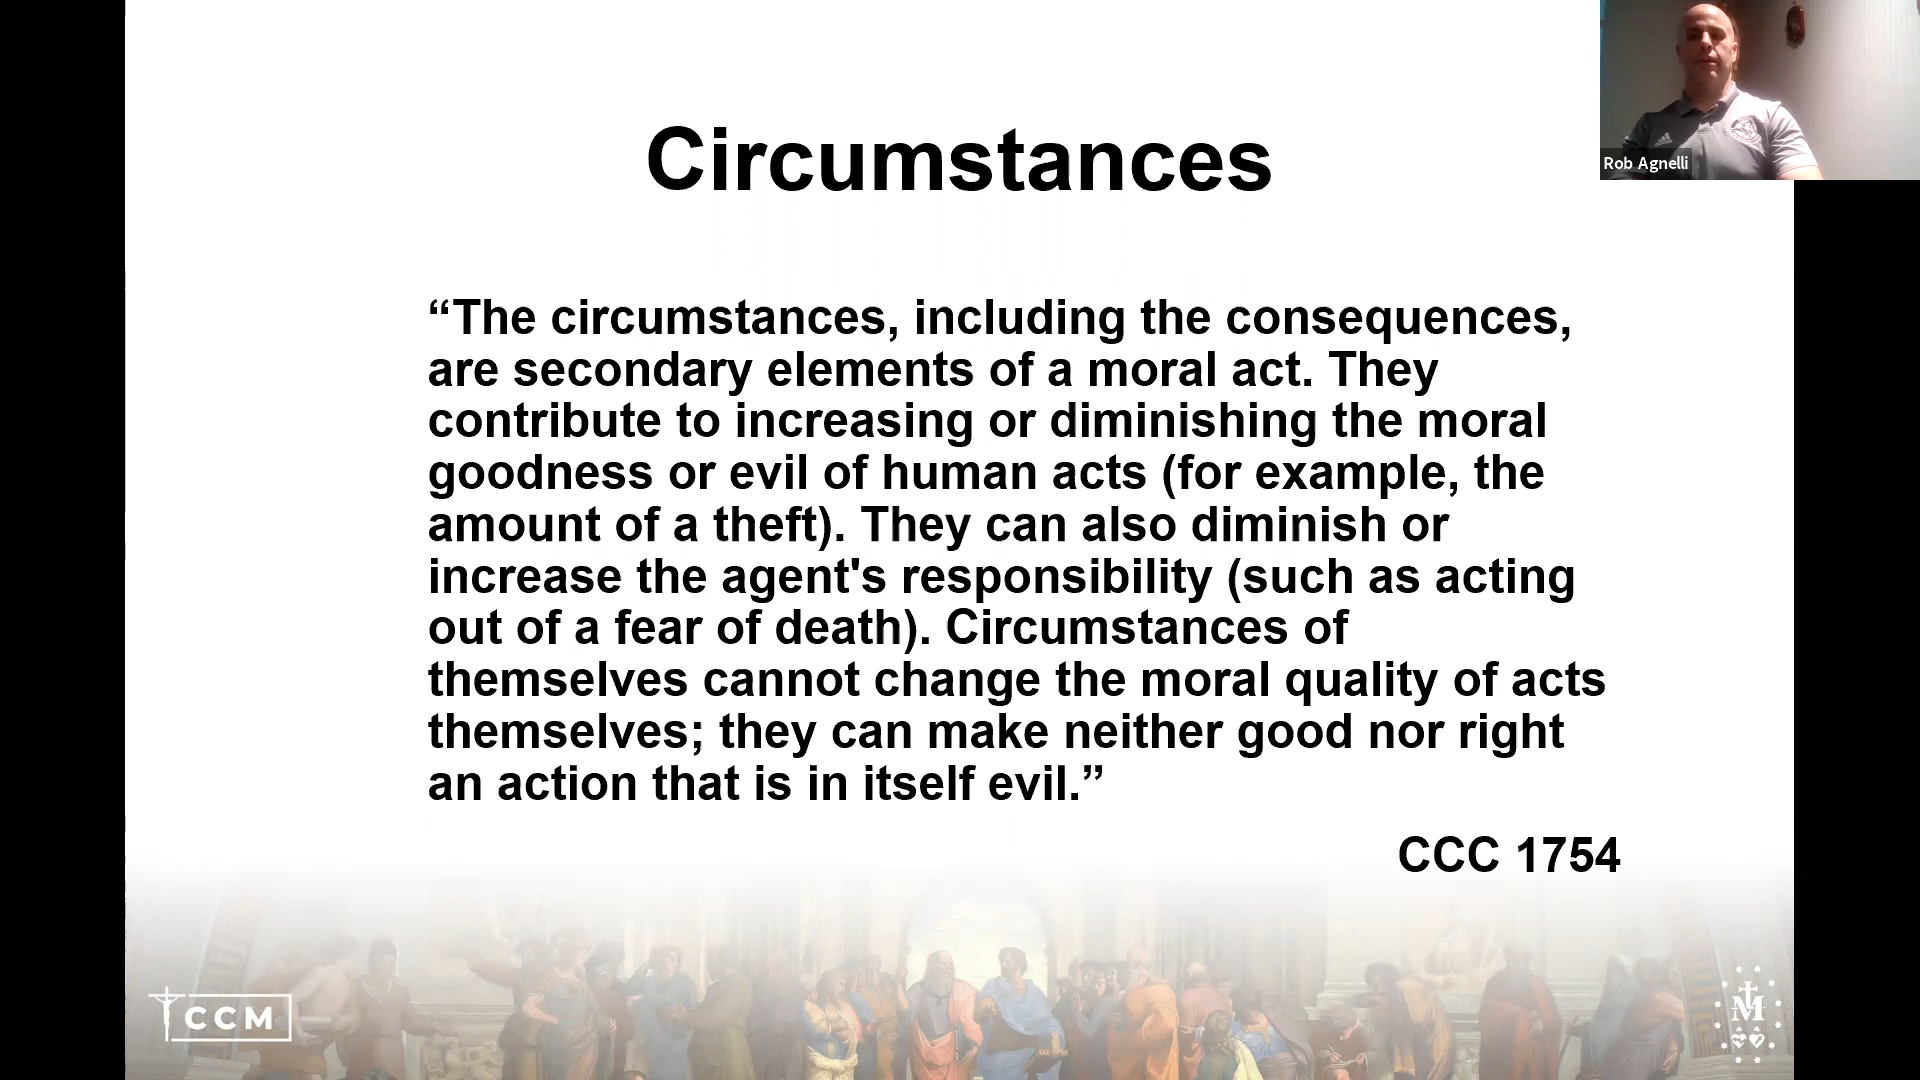 Circumstances
Rob Agnelli
“The circumstances, including the consequences,
are secondary elements of a moral act. They
contribute to increasing or diminishing the moral
goodness or evil of human acts (for example, the
amount of a theft). They can also diminish or
increase the agent's responsibility (such as acting
out of a fear of death). Circumstances of
themselves cannot change the moral quality of acts
themselves; they can make neither good nor right
an action that is in itself evil.”
CCC 1754
CCM
M